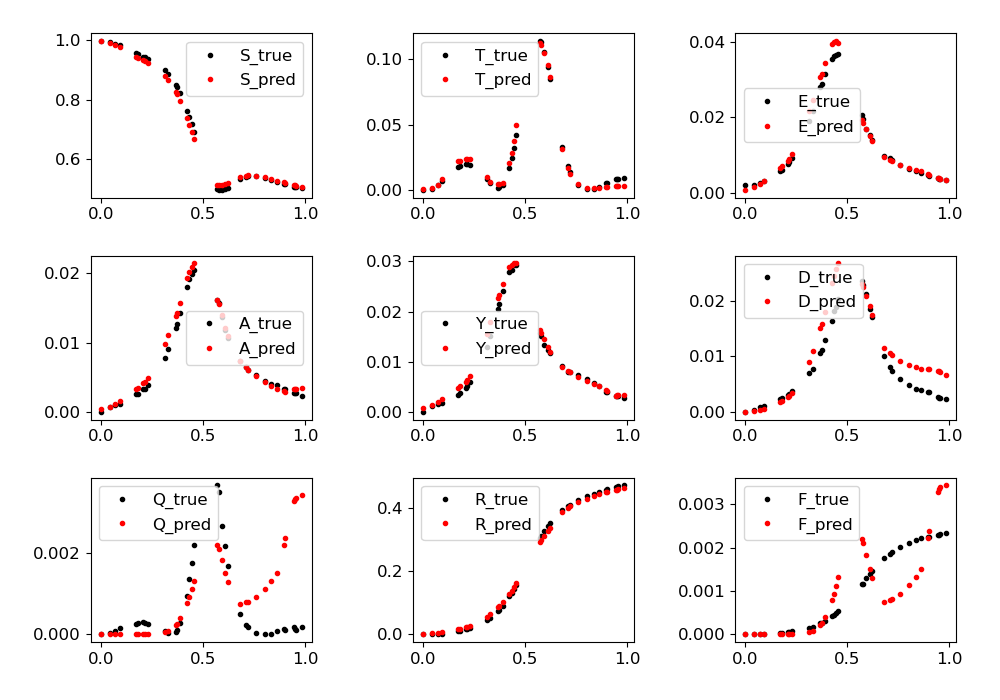 1.0
0.8
0.6
0.0 0.5 1.0
S_true
S_pred
0.10
0.05
0.00
0.0 0.5 1.0
T_true
T_pred
0.04
0.02
0.00
0.0 0.5 1.0
E_true
E_pred
0.02
0.01
0.00
0.0 0.5 1.0
A_true
A_pred
0.03
0.02
0.01
0.00
0.0 0.5 1.0
Y_true
Y_pred
0.02
0.01
0.00
0.0 0.5 1.0
D_true
D_pred
0.002
0.000
0.0 0.5 1.0
Q_true
Q_pred
0.4
0.2
0.0
0.0 0.5 1.0
R_true
R_pred
0.003
0.002
0.001
0.000
0.0 0.5 1.0
F_true
F_pred